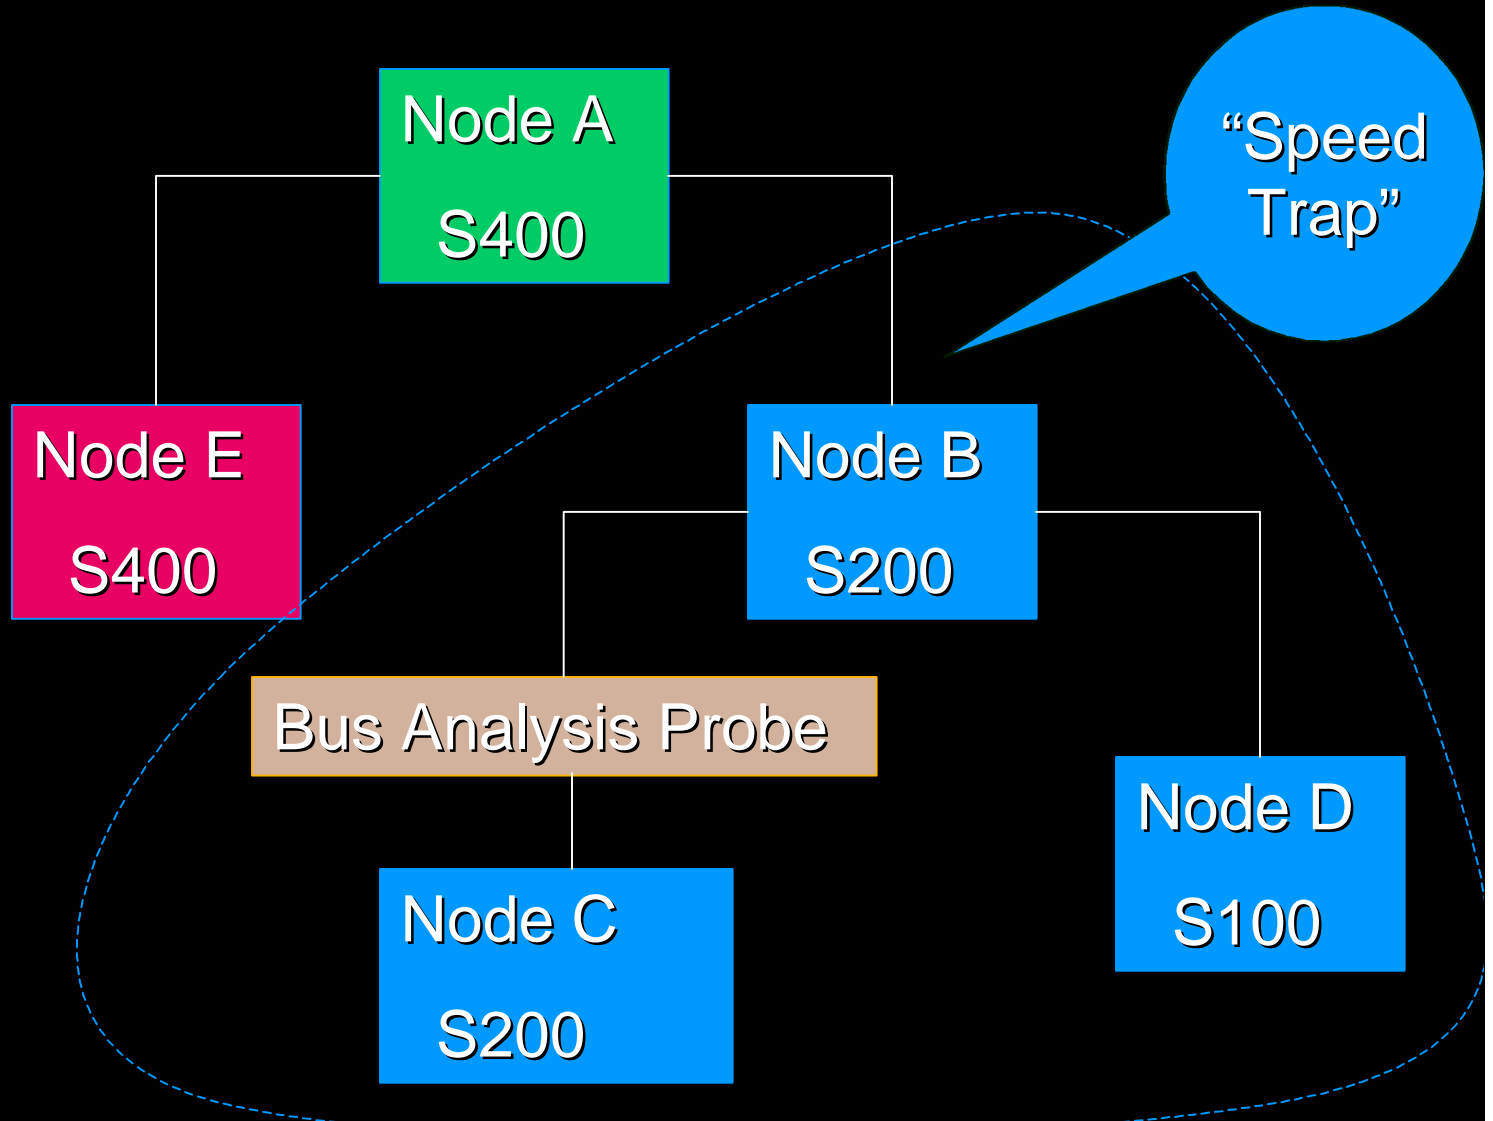 Node A
S400
“Speed
Trap”
Node E
S400
Node B
S200
Bus Analysis Probe
Node D
S100
Node C
S200